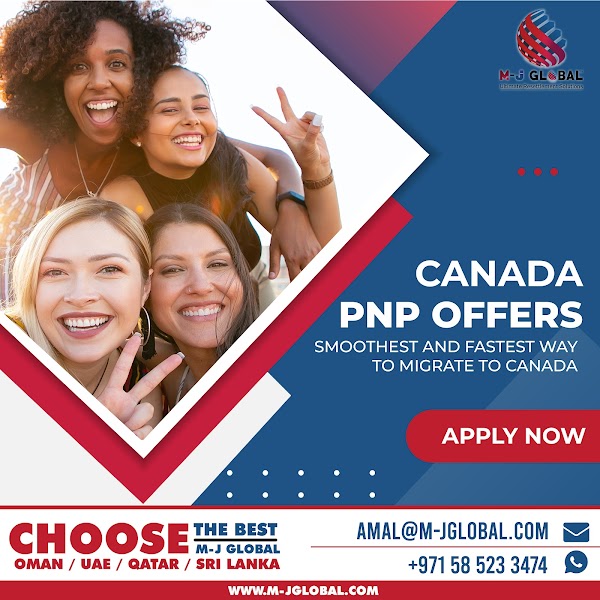 M-J GLOBAL
CANADA
PNP OFFERS
SMOOTHEST AND FASTEST WAY
TO MIGRATE TO CANADA
APPLY NOW
CHOOSE THE BEST
M-J GLOBAL
OMAN / UAE / QATAR / SRI LANKA
AMAL@M-JGLOBAL.COM
+971 58 523 3474
WWW.M-JGLOBAL.COM